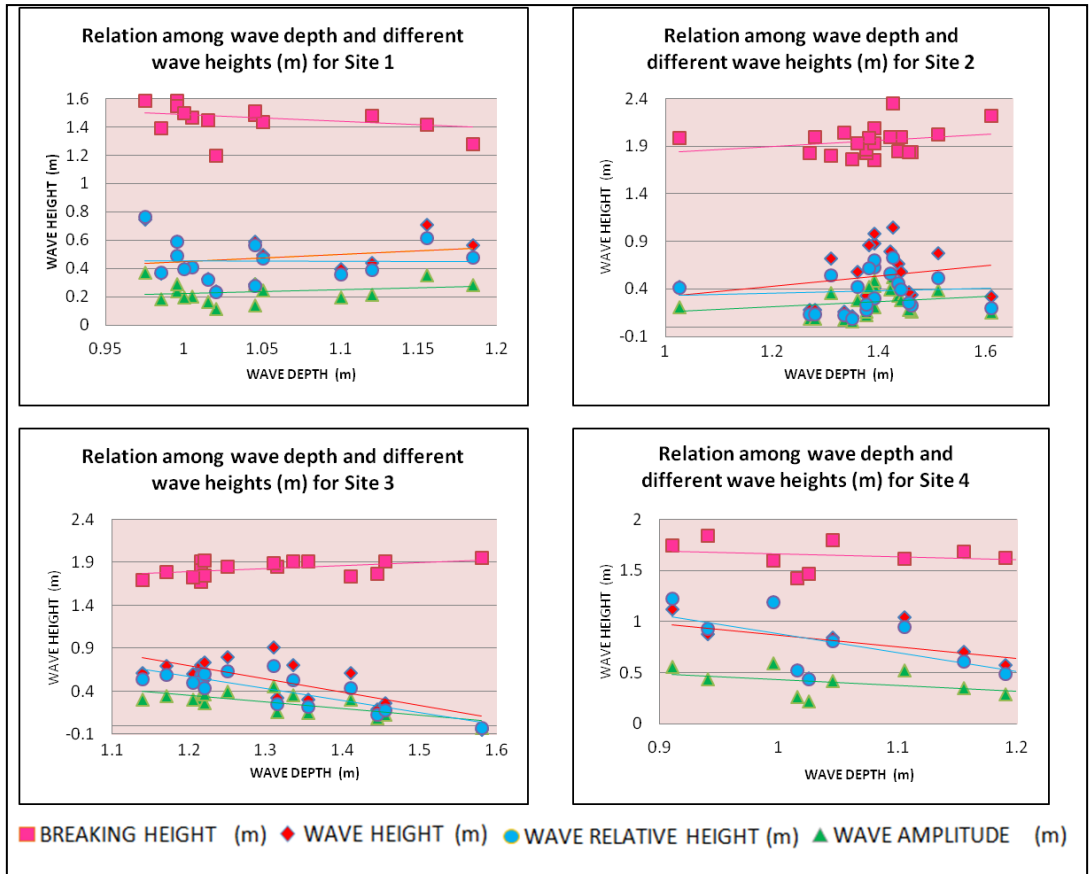 Relation among wave depth and different
wave heights (m) for Site 1
WAVE HEIGHT (m)
1.6
1.4
1.2
1
0.8
0.6
0.4
0.2
0
0.95
1
1.05
1.1
1.15
1.2
WAVE DEPTH (m)
Relation among wave depth and
different wave heights (m) for Site 2
WAVE HEIGHT (m)
2.4
1.9
1.4
0.9
0.4
-0.1
1
1.2
1.4
1.6
WAVE DEPTH (m)
Relation among wave depth and different
wave heights (m) for Site 3
WAVE HEIGHT (m)
2.4
1.9
1.4
0.9
0.4
-0.1
1.1
1.2
1.3
1.4
1.5
1.6
WAVE DEPTH (m)
Relation among wave depth and
different wave heights (m) for Site 4
WAVE HEIGHT (m)
2
1.5
1
0.5
0
0.9
1
1.1
1.2
WAVE DEPTH (m)
BREAKING HEIGHT (m) WAVE HEIGHT (m) WAVE RELATIVE HEIGHT (m) WAVE AMPLITUDE (m)